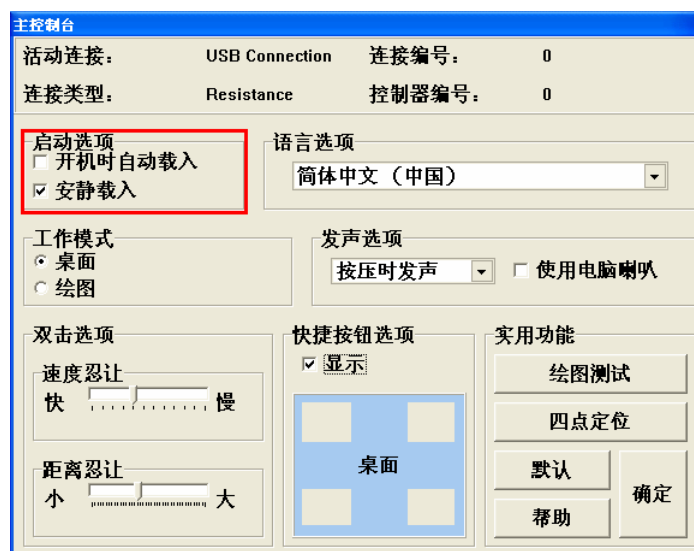 主控制台
活动连接： USB Connection 连接编号： 0
连接类型： Resistance 控制器编号： 0
启动选项
开机时自动载入
安静载入
语言选项
简体中文（中国）
工作模式
桌面
绘图
发声选项
按压时发声 使用电脑喇叭
双击选项
速度忍让
快 慢
距离忍让
小 大
快捷按钮选项
显示
桌面
实用功能
绘图测试
四点定位
默认
帮助
确定